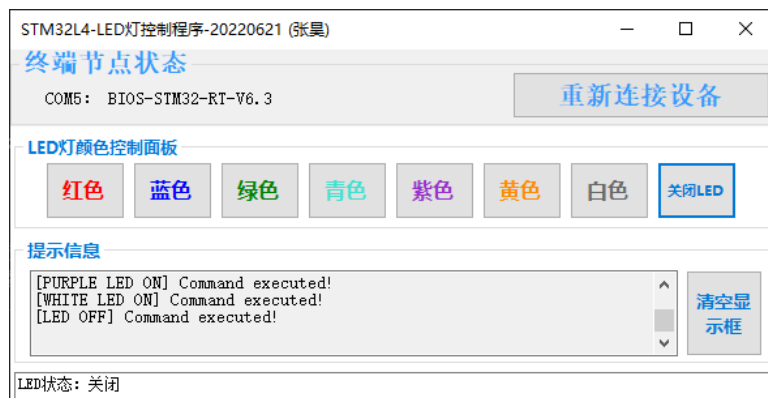 STM32L4-LED灯控制程序-20220621 (张昊)
终端节点状态
COM5: BIOS-STM32-RT-V6.3
重新连接设备
LED灯颜色控制面板
红色 蓝色 绿色 青色 紫色 黄色 白色 关闭LED
提示信息
[PURPLE LED ON] Command executed!
[WHITE LED ON] Command executed!
[LED OFF] Command executed!
清空显
示框
LED状态: 关闭